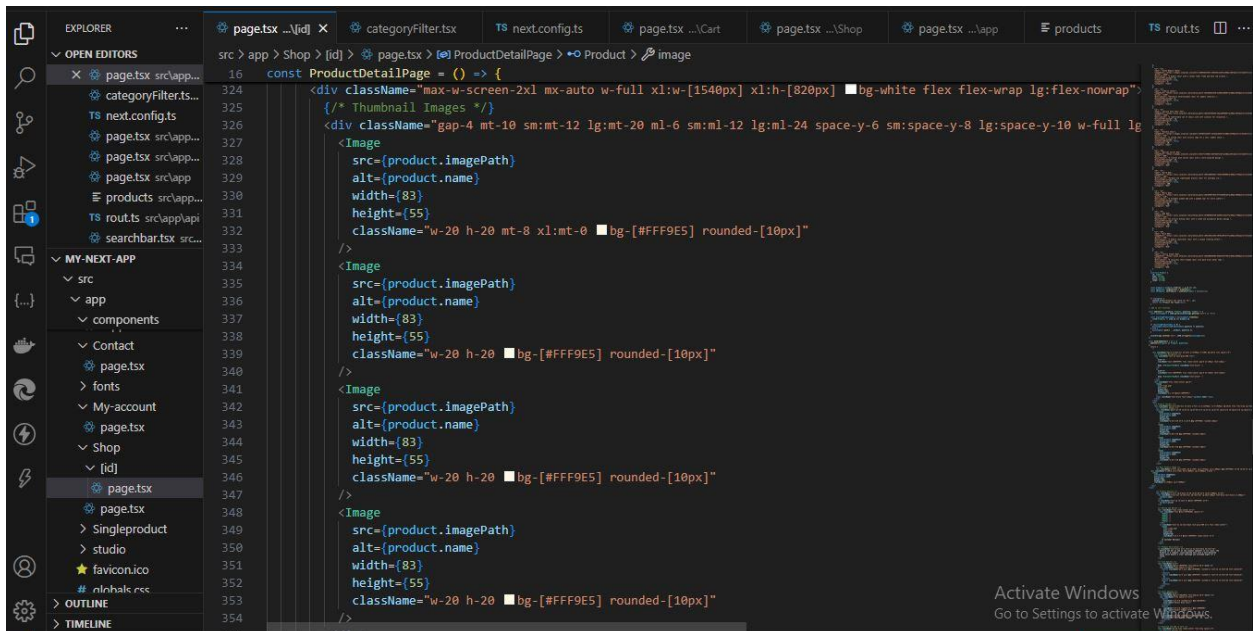 EXPLORER
OPEN EDITORS
page.tsx src\app...
categoryFilter.ts...
TS next.config.ts
page.tsx src\app...
page.tsx src\app...
page.tsx src\app
products src\app...
TS rout.ts src\app\api
searchbar.tsx src...
MY-NEXT-APP
src
app
components
Contact
page.tsx
fonts
My-account
page.tsx
Shop
[id]
page.tsx
page.tsx
Singleproduct
studio
favicon.ico
# globals.css
OUTLINE
TIMELINE
1
page.tsx ...\[id] categoryFilter.tsx TS next.config.ts page.tsx ...\Cart page.tsx ...\Shop page.tsx ...\app products TS rout.ts
src > app > Shop > [id] > page.tsx > ProductDetailPage > Product > image
16 const ProductDetailPage = () => {
324 <div className="max-w-screen-2xl mx-auto w-full xl:w-[1540px] xl:h-[820px] bg-white flex flex-wrap lg:flex-nowrap">
325 {/* Thumbnail Images */}
326 <div className="gap-4 mt-10 sm:mt-12 lg:mt-20 ml-6 sm:ml-12 lg:ml-24 space-y-6 sm:space-y-8 lg:space-y-10 w-full lg
327 <Image
328 src={product.imagePath}
329 alt={product.name}
330 width={83}
331 height={55}
332 className="w-20 h-20 mt-8 xl:mt-0 bg-[#FFF9E5] rounded-[10px]"
333 />
334 <Image
335 src={product.imagePath}
336 alt={product.name}
337 width={83}
338 height={55}
339 className="w-20 h-20 bg-[#FFF9E5] rounded-[10px]"
340 />
341 <Image
342 src={product.imagePath}
343 alt={product.name}
344 width={83}
345 height={55}
346 className="w-20 h-20 bg-[#FFF9E5] rounded-[10px]"
347 />
348 <Image
349 src={product.imagePath}
350 alt={product.name}
351 width={83}
352 height={55}
353 className="w-20 h-20 bg-[#FFF9E5] rounded-[10px]"
354 />
Activate Windows
Go to Settings to activate Windows.